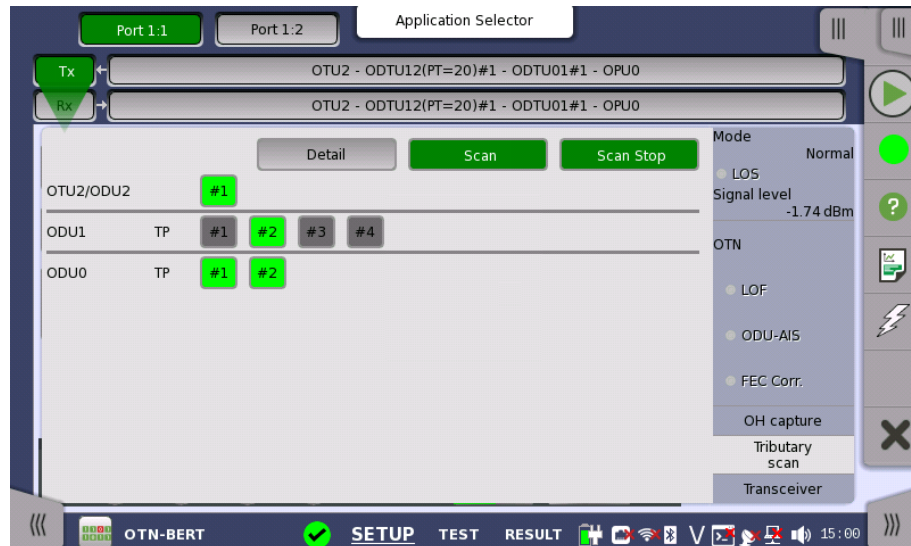 Port 1:1
Port 1:2
Application Selector
Tx
OTU2 - ODTU12(PT=20)#1 - ODTU01#1 - OPU0
Rx
OTU2 - ODTU12(PT=20)#1 - ODTU01#1 - OPU0
Detail
Scan
Scan Stop
OTU2/ODU2
#1
ODU1
TP
#1
#2
#3
#4
ODU0
TP
#1
#2
Mode
Normal
LOS
Signal level
-1.74 dBm
OTN
LOF
ODU-AIS
FEC Corr.
OH capture
Tributary
scan
Transceiver
?
OTN-BERT
SETUP
TEST
RESULT
V
15:00